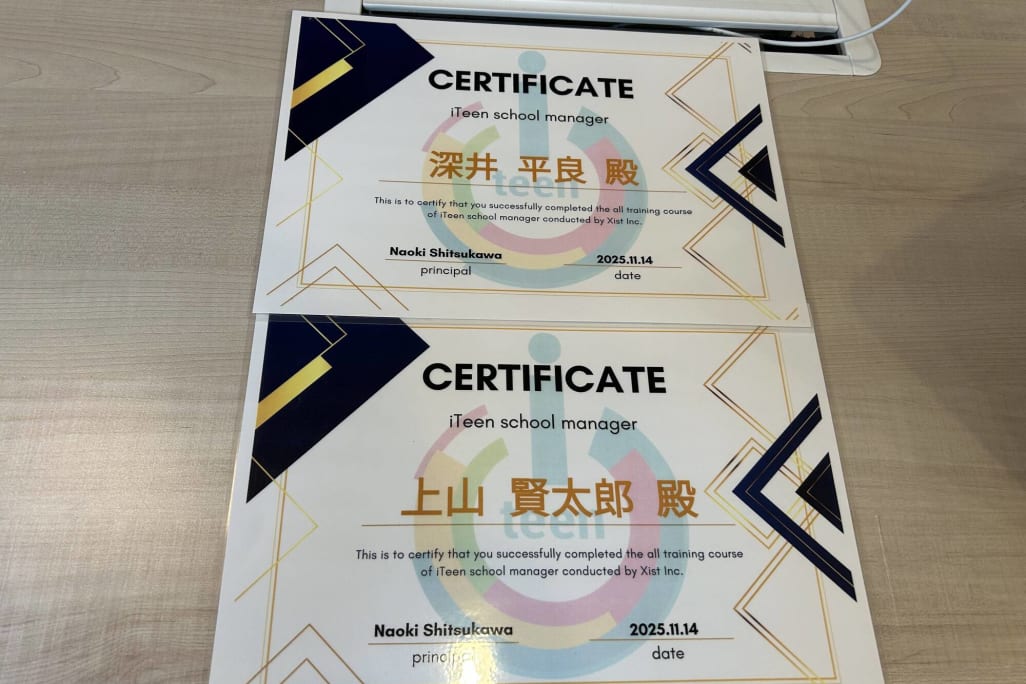 CERTIFICATE
iTeen school manager
深井 平良 殿
teen
This is to certify that you successfully completed the all training course
of iTeen school manager conducted by Xist Inc.
Naoki Shitsukawa
2025.11.14
principal
date
CERTIFICATE
iTeen school manager
上山 賢太郎 殿
teen
This is to certify that you successfully completed the all training course
of iTeen school manager conducted by Xist Inc.
Naoki Shitsukawa
2025.11.14
principal
date